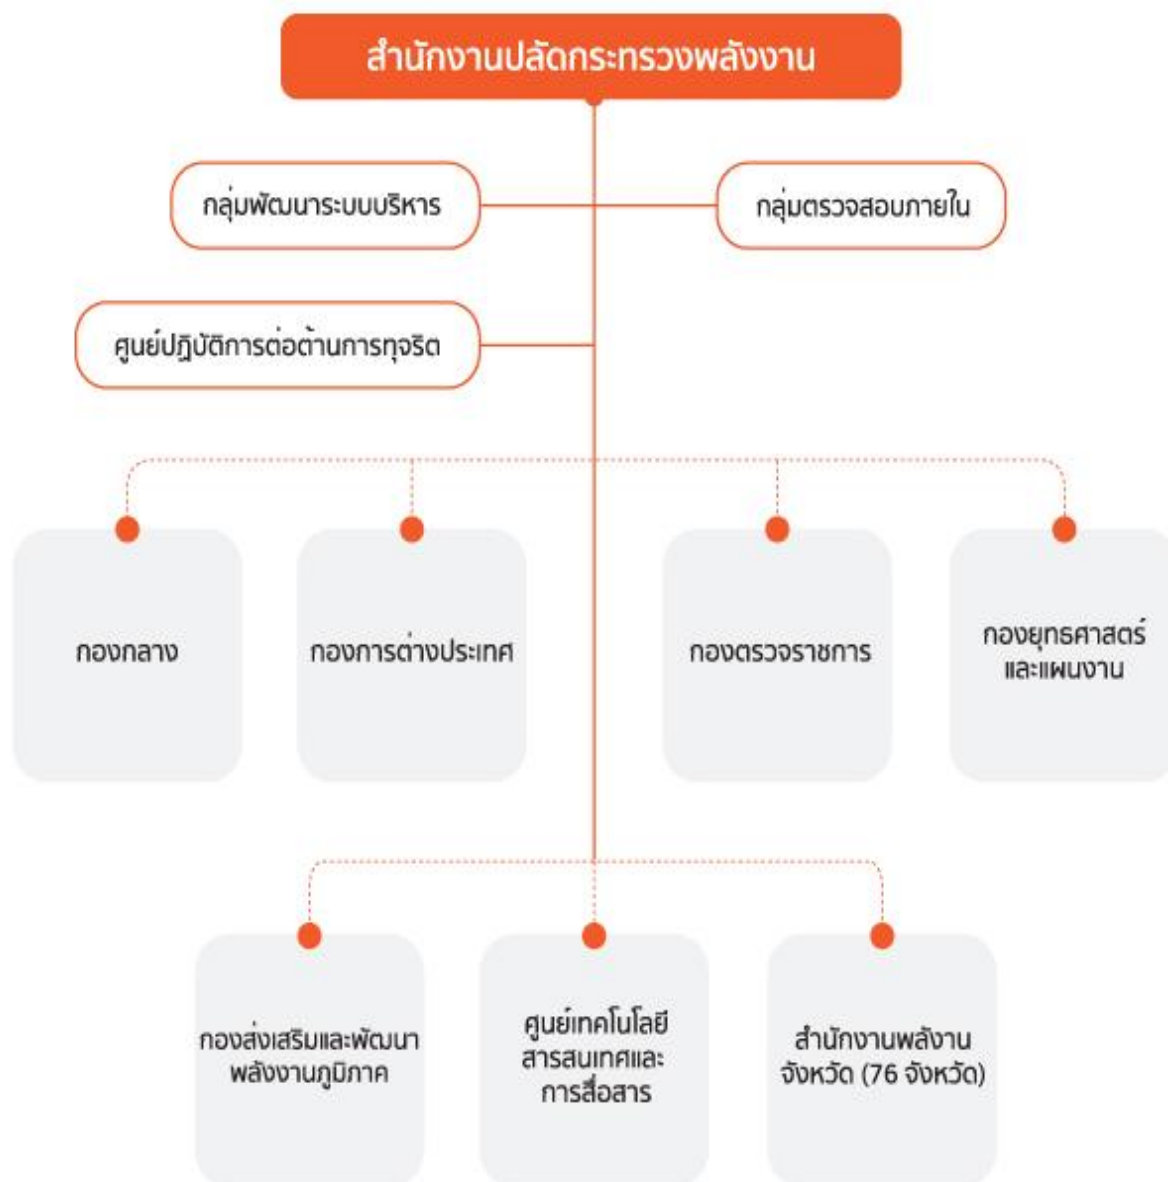 สำนักงานปลัดกระทรวงพลังงาน
กลุ่มพัฒนาระบบบริหาร
กลุ่มตรวจสอบภายใน
ศูนย์ปฏิบัติการต่อต้านการทุจริต
กองกลาง
กองการต่างประเทศ
กองตรวจราชการ
กองยุทธศาสตร์
และแผนงาน
กองส่งเสริมและพัฒนา
พลังงานภูมิภาค
ศูนย์เทคโนโลยี
สารสนเทศและ
การสื่อสาร
สำนักงานพลังงาน
จังหวัด (76 จังหวัด)